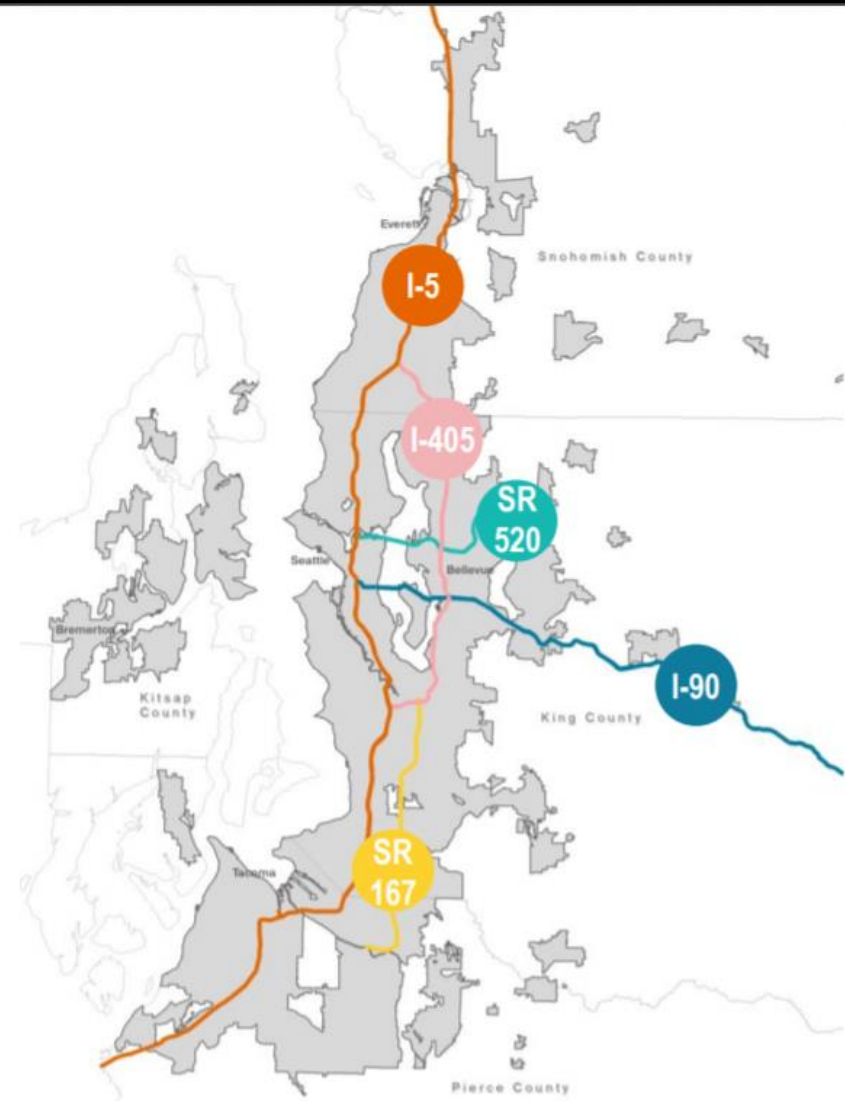 Everett
Snohomish County
I-5
I-405
SR
520
Seattle
Bellevue
Bremerton
Kitsap
County
I-90
King County
SR
167
Tacoma
Pierce County